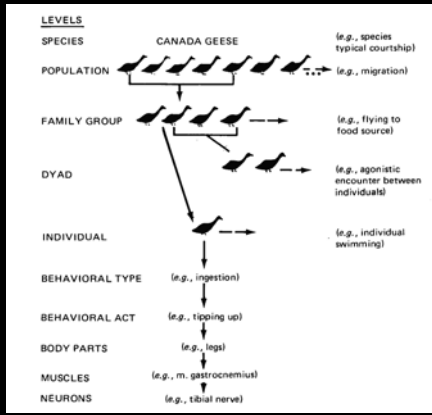 LEVELS
SPECIES CANADA GEESE (e.g., species
typical courtship)
POPULATION (e.g., migration)
FAMILY GROUP (e.g., flying to
food source)
DYAD (e.g., agonistic
encounter between
individuals)
INDIVIDUAL (e.g., individual
swimming)
BEHAVIORAL TYPE (e.g., ingestion)
BEHAVIORAL ACT (e.g., tipping up)
BODY PARTS (e.g., legs)
MUSCLES (e.g., m. gastrocnemius)
NEURONS (e.g., tibial nerve)